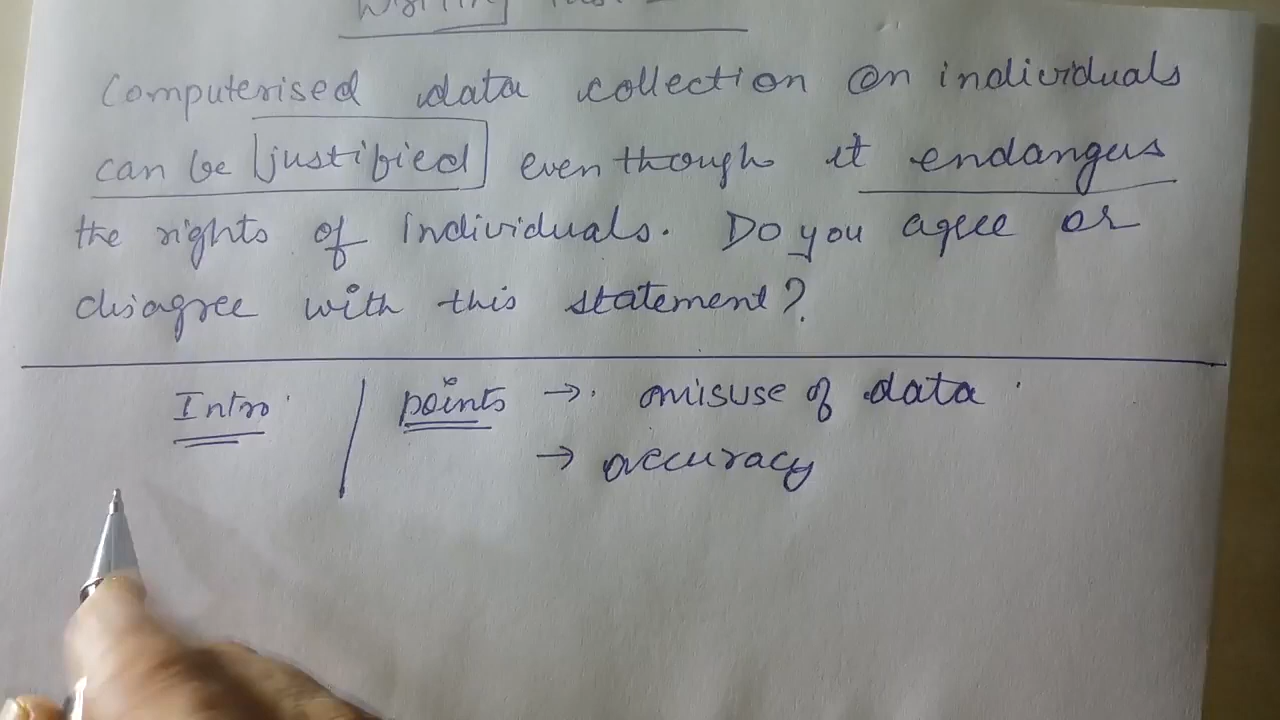 Computerised data collection on individuals
can be justified even though it endangers
the rights of individuals. Do you agree or
disagree with this statement?
Intro points → misuse of data
→ accuracy